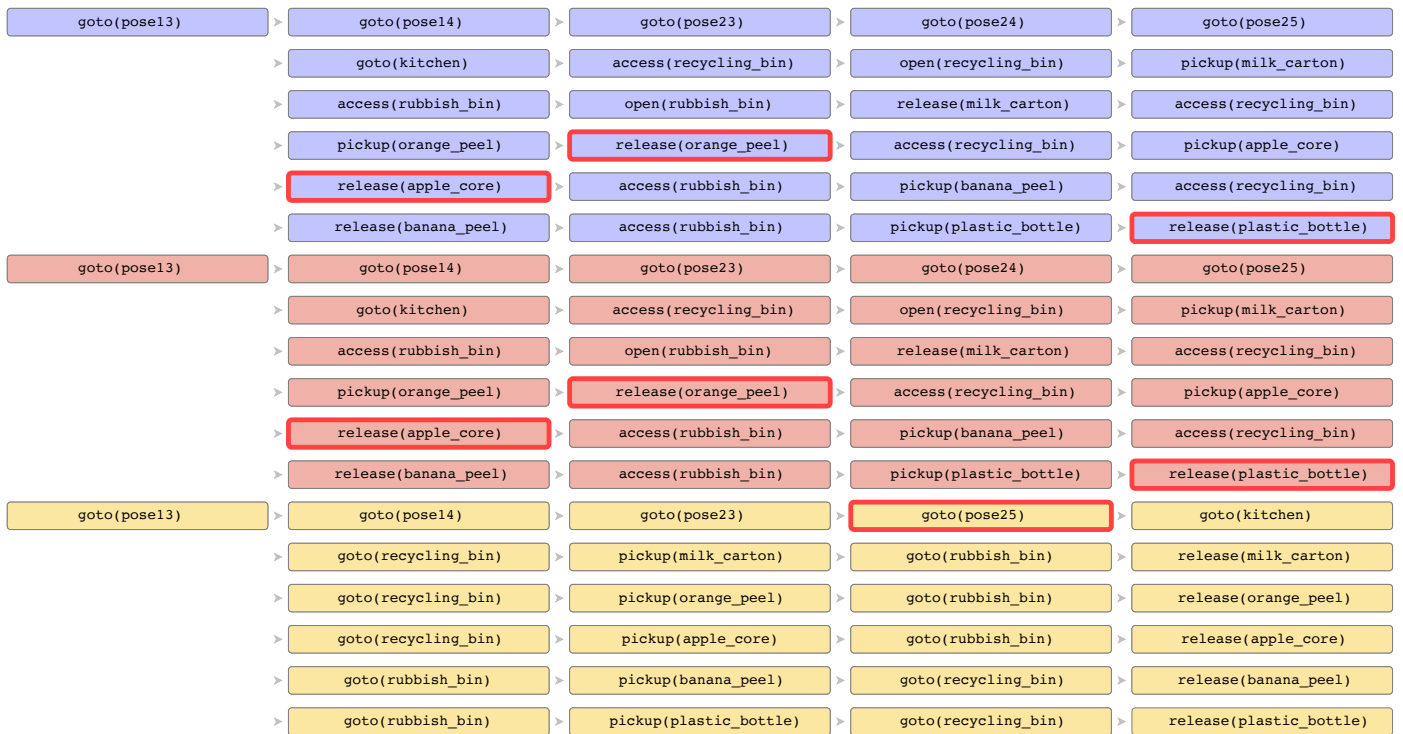 goto(pose13) goto(pose14) goto(pose23) goto(pose24) goto(pose25)
goto(kitchen) access(recycling_bin) open(recycling_bin) pickup(milk_carton)
access(rubbish_bin) open(rubbish_bin) release(milk_carton) access(recycling_bin)
pickup(orange_peel) release(orange_peel) access(recycling_bin) pickup(apple_core)
release(apple_core) access(rubbish_bin) pickup(banana_peel) access(recycling_bin)
release(banana_peel) access(rubbish_bin) pickup(plastic_bottle) release(plastic_bottle)
goto(pose13) goto(pose14) goto(pose23) goto(pose24) goto(pose25)
goto(kitchen) access(recycling_bin) open(recycling_bin) pickup(milk_carton)
access(rubbish_bin) open(rubbish_bin) release(milk_carton) access(recycling_bin)
pickup(orange_peel) release(orange_peel) access(recycling_bin) pickup(apple_core)
release(apple_core) access(rubbish_bin) pickup(banana_peel) access(recycling_bin)
release(banana_peel) access(rubbish_bin) pickup(plastic_bottle) release(plastic_bottle)
goto(pose13) goto(pose14) goto(pose23) goto(pose25) goto(kitchen)
goto(recycling_bin) pickup(milk_carton) goto(rubbish_bin) release(milk_carton)
goto(recycling_bin) pickup(orange_peel) goto(rubbish_bin) release(orange_peel)
goto(recycling_bin) pickup(apple_core) goto(rubbish_bin) release(apple_core)
goto(rubbish_bin) pickup(banana_peel) goto(recycling_bin) release(banana_peel)
goto(rubbish_bin) pickup(plastic_bottle) goto(recycling_bin) release(plastic_bottle)